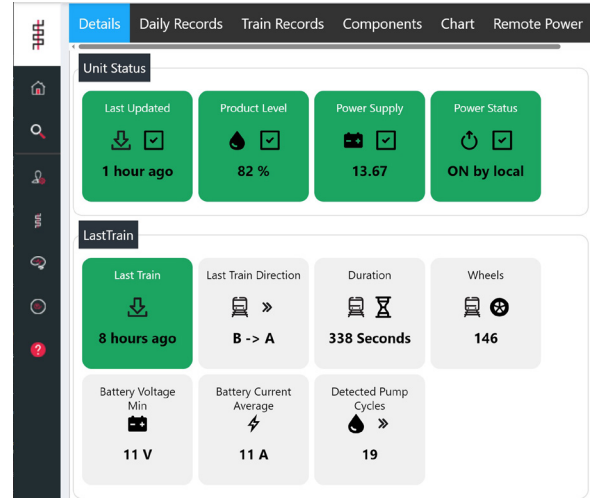 Details Daily Records Train Records Components Chart Remote Power
Unit Status
Last Updated
1 hour ago
Product Level
82 %
Power Supply
13.67
Power Status
ON by local
LastTrain
Last Train
8 hours ago
Last Train Direction
B -> A
Duration
338 Seconds
Wheels
146
Battery Voltage
Min
11 V
Battery Current
Average
11 A
Detected Pump
Cycles
19
?